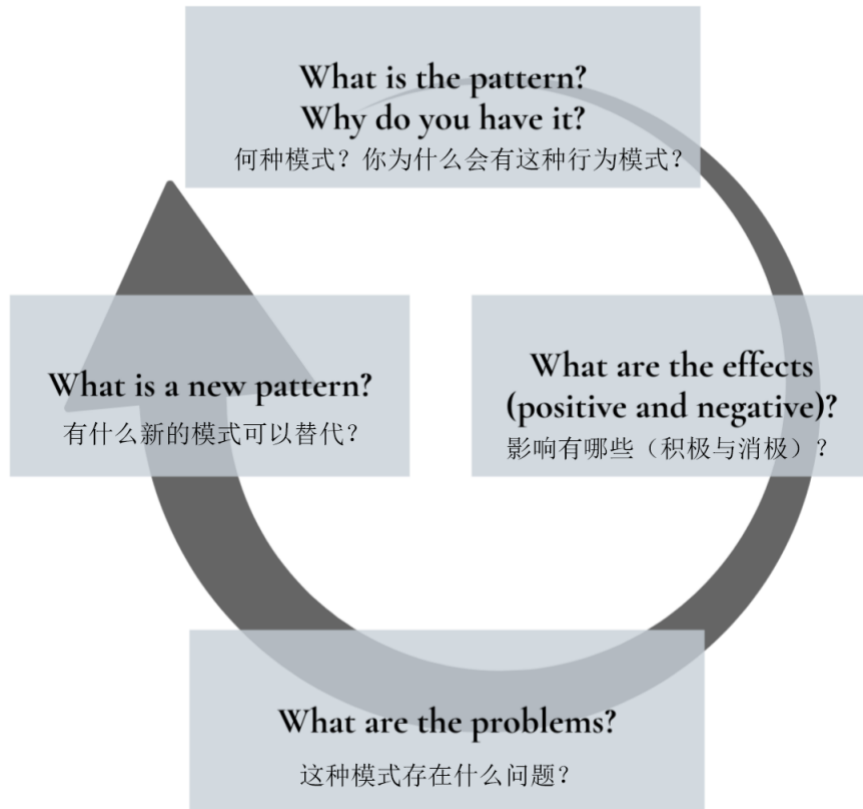 What is the pattern?
Why do you have it?
何种模式？你为什么会有这种行为模式？
What is a new pattern?
有什么新的模式可以替代？
What are the effects
(positive and negative)?
影响有哪些（积极与消极）？
What are the problems?
这种模式存在什么问题？